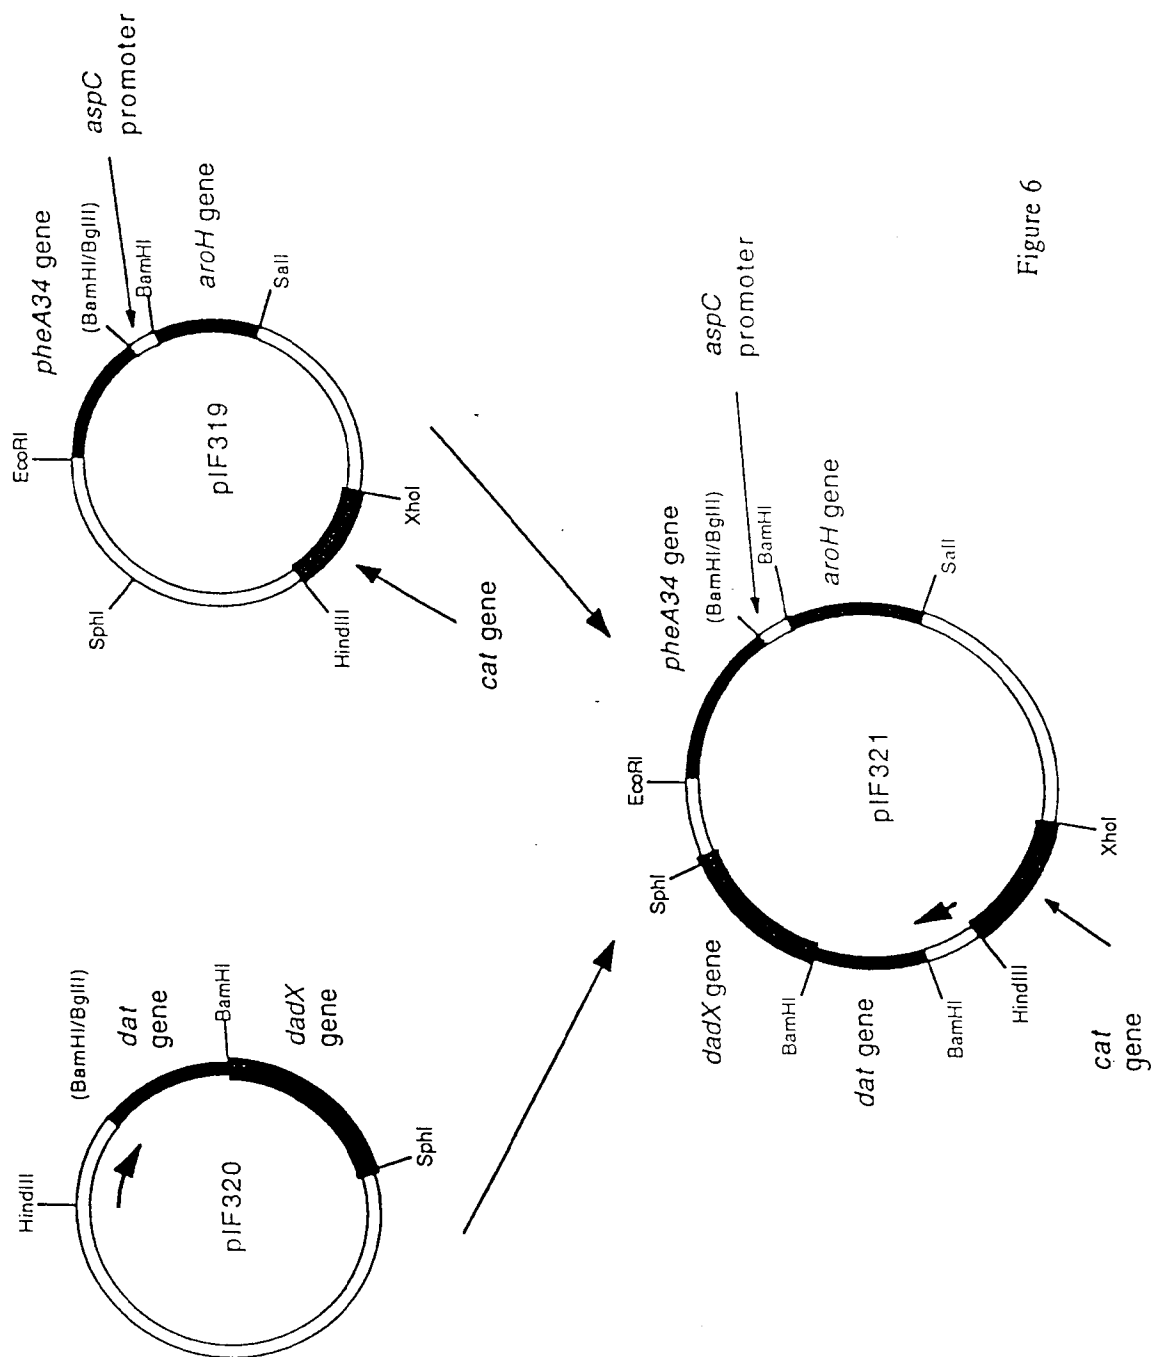 HindIII
(BamHI/BglII)
dat
gene
BamHI
dadX
gene
SphI
pIF320
EcoRI
pheA34 gene
(BamHI/BglII)
aspC
promoter
BamHI
aroH gene
SalI
XhoI
cat gene
HindIII
SphI
pIF319
EcoRI
pheA34 gene
(BamHI/BglII)
aspC
promoter
BamHI
aroH gene
SalI
XhoI
cat
gene
HindIII
BamHI
dat gene
BamHI
dadX gene
SphI
pIF321
Figure 6